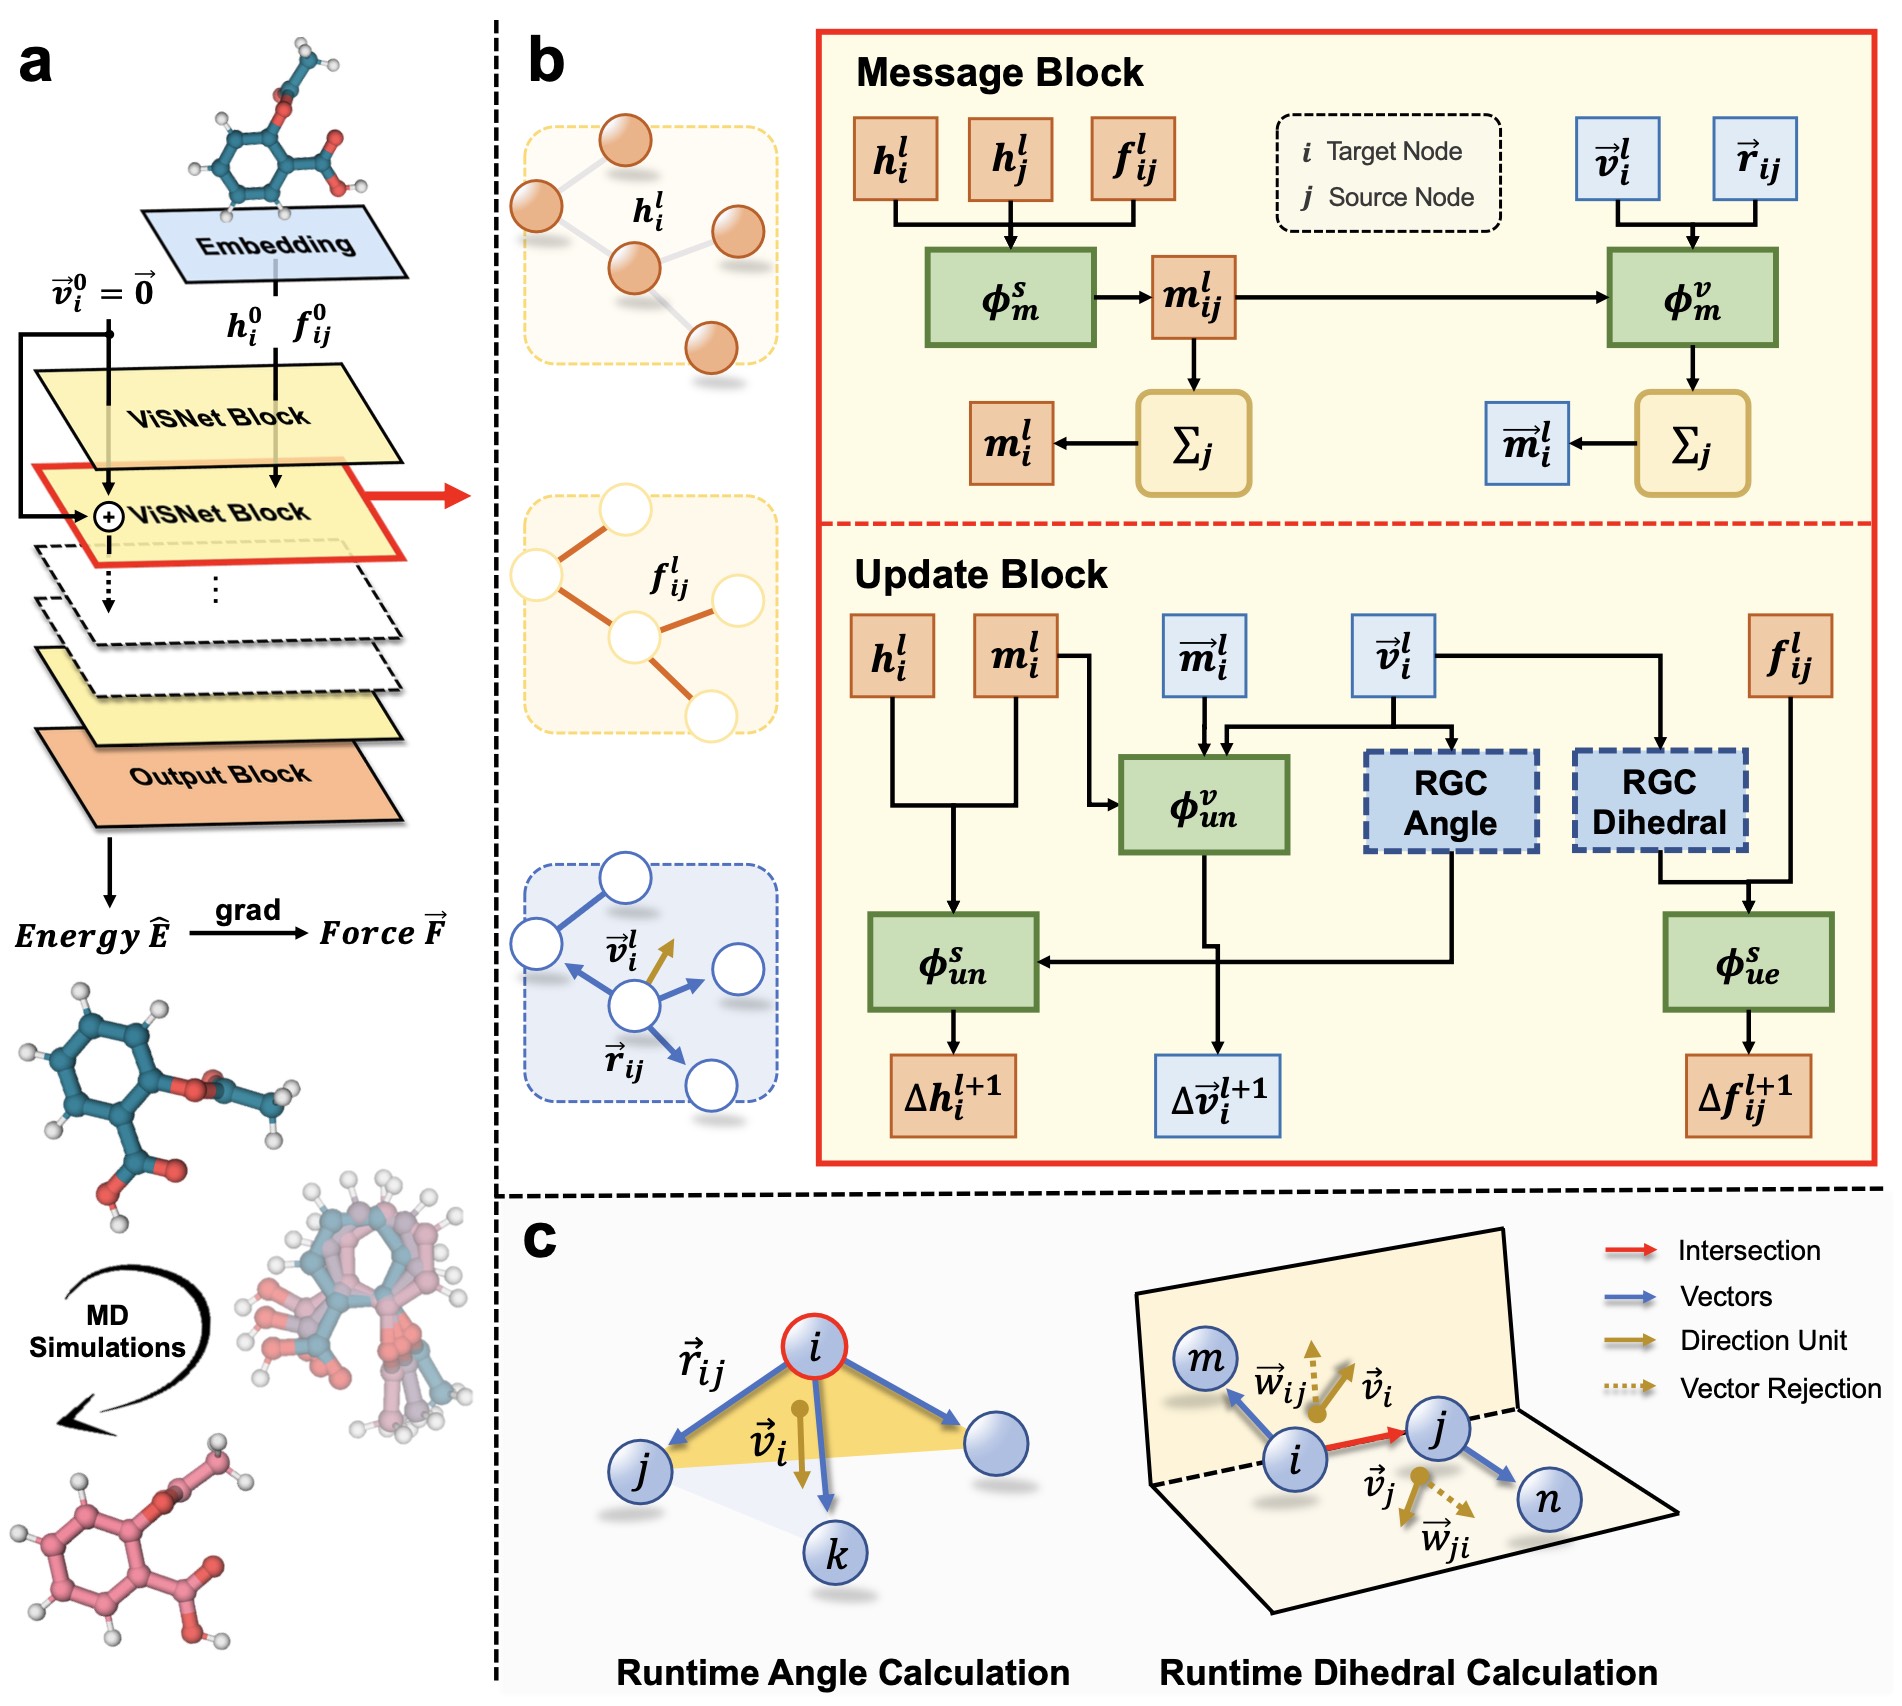 a
Embedding
$\vec{v}_i^0 = \vec{0}$
$h_i^0$ $f_{ij}^0$
ViSNet Block
+
ViSNet Block
⋮
Output Block
Energy $\hat{E}$
grad
Force $\vec{F}$
MD
Simulations
b
$h_i^l$
$f_{ij}^l$
$\vec{v}_i^l$
$\vec{r}_{ij}$
Message Block
$h_i^l$ $h_j^l$ $f_{ij}^l$
i Target Node
j Source Node
$\vec{v}_i^l$ $\vec{r}_{ij}$
$\phi_m^s$ $m_{ij}^l$ $\phi_m^v$
$m_i^l$ $\sum_j$ $\vec{m}_i^l$ $\sum_j$
Update Block
$h_i^l$ $m_i^l$ $\vec{m}_i^l$ $\vec{v}_i^l$ $f_{ij}^l$
$\phi_{un}^v$
RGC
Angle
RGC
Dihedral
$\phi_{un}^s$ $\phi_{ue}^s$
$\Delta h_i^{l+1}$ $\Delta \vec{v}_i^{l+1}$ $\Delta f_{ij}^{l+1}$
c
$\vec{r}_{ij}$
i
$\vec{v}_i$
j
k
Runtime Angle Calculation
m
$\vec{w}_{ij}$
$\vec{v}_i$
i
j
$\vec{v}_j$
$\vec{w}_{ji}$
n
Intersection
Vectors
Direction Unit
Vector Rejection
Runtime Dihedral Calculation